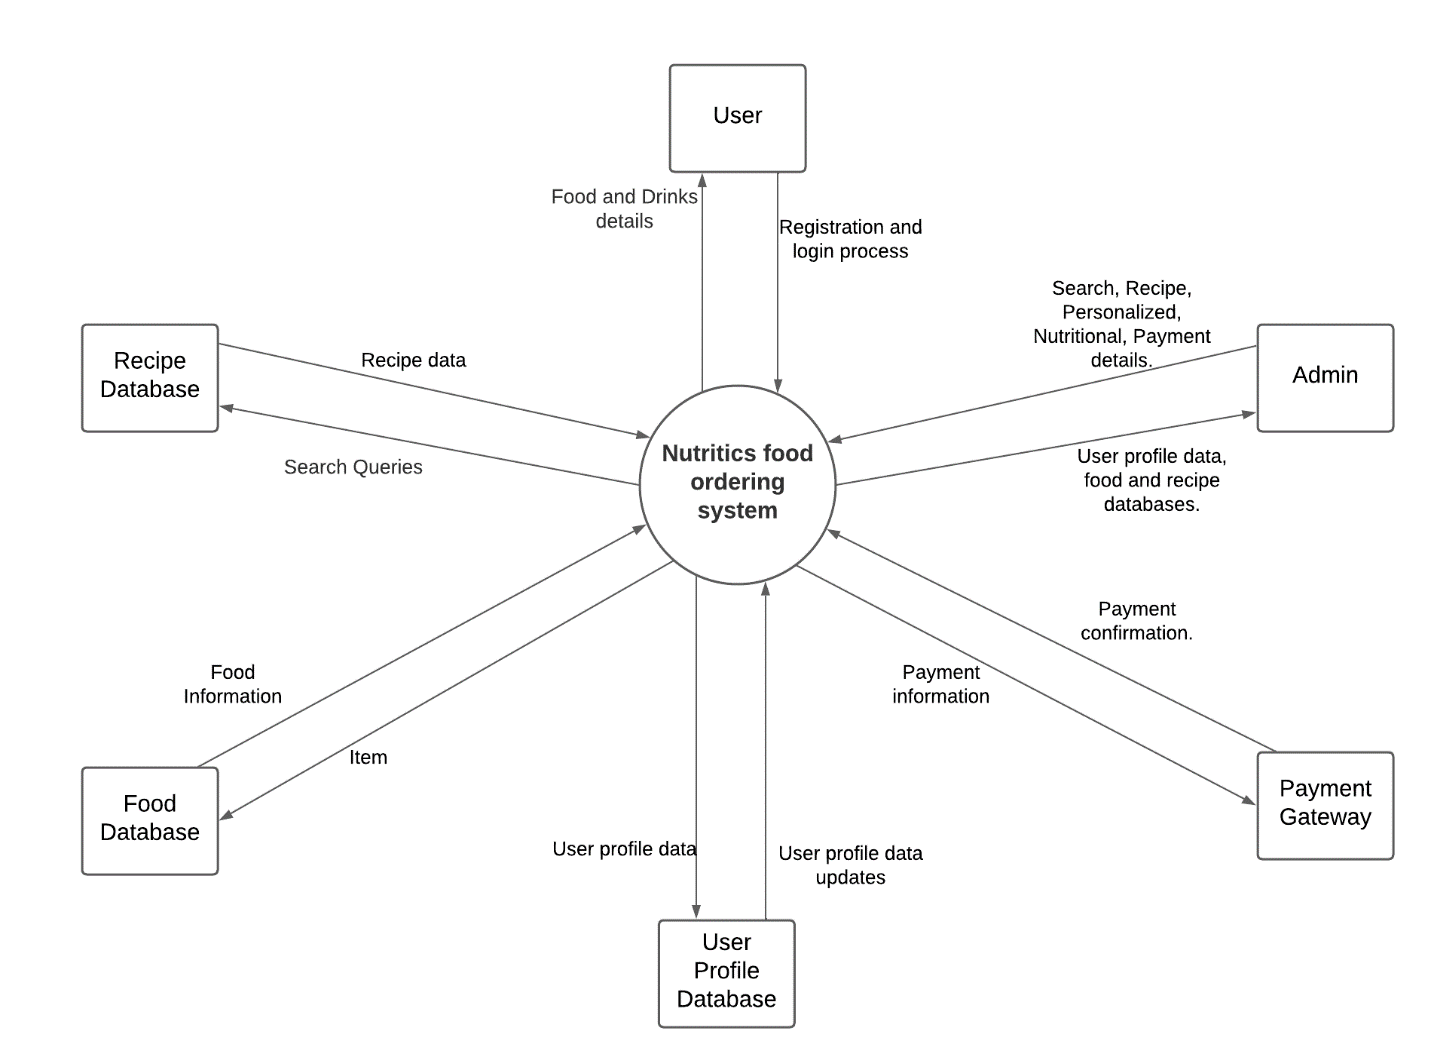 User
Food and Drinks
details
Registration and
login process
Search, Recipe,
Personalized,
Nutritional, Payment
details.
Recipe
Database
Recipe data
Admin
Search Queries
Nutritics food
ordering
system
User profile data,
food and recipe
databases.
Payment
confirmation.
Food
Information
Payment
information
Item
Food
Database
Payment
Gateway
User profile data
User profile data
updates
User
Profile
Database